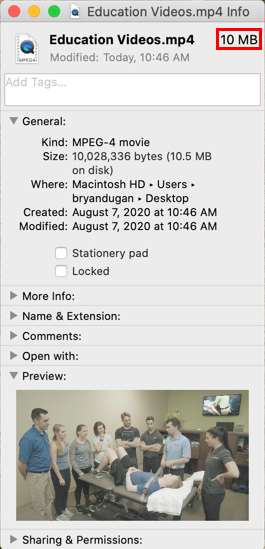 Education Videos.mp4 Info
Education Videos.mp4 10 MB
Modified: Today, 10:46 AM
MPEG4
Add Tags...
General:
Kind: MPEG-4 movie
Size: 10,028,336 bytes (10.5 MB
on disk)
Where: Macintosh HD ▸ Users ▸
bryandugan ▸ Desktop
Created: August 7, 2020 at 10:46 AM
Modified: August 7, 2020 at 10:46 AM
Stationery pad
Locked
More Info:
Name & Extension:
Comments:
Open with:
Preview:
Sharing & Permissions: